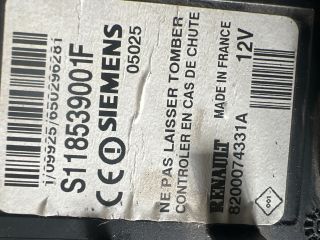 1/09925/650296281
S118539001F
CE SIEMENS
05025
NE PAS LAISSER TOMBER
CONTROLER EN CAS DE CHUTE
RENAULT MADE IN FRANCE
8200074331A 12V
001